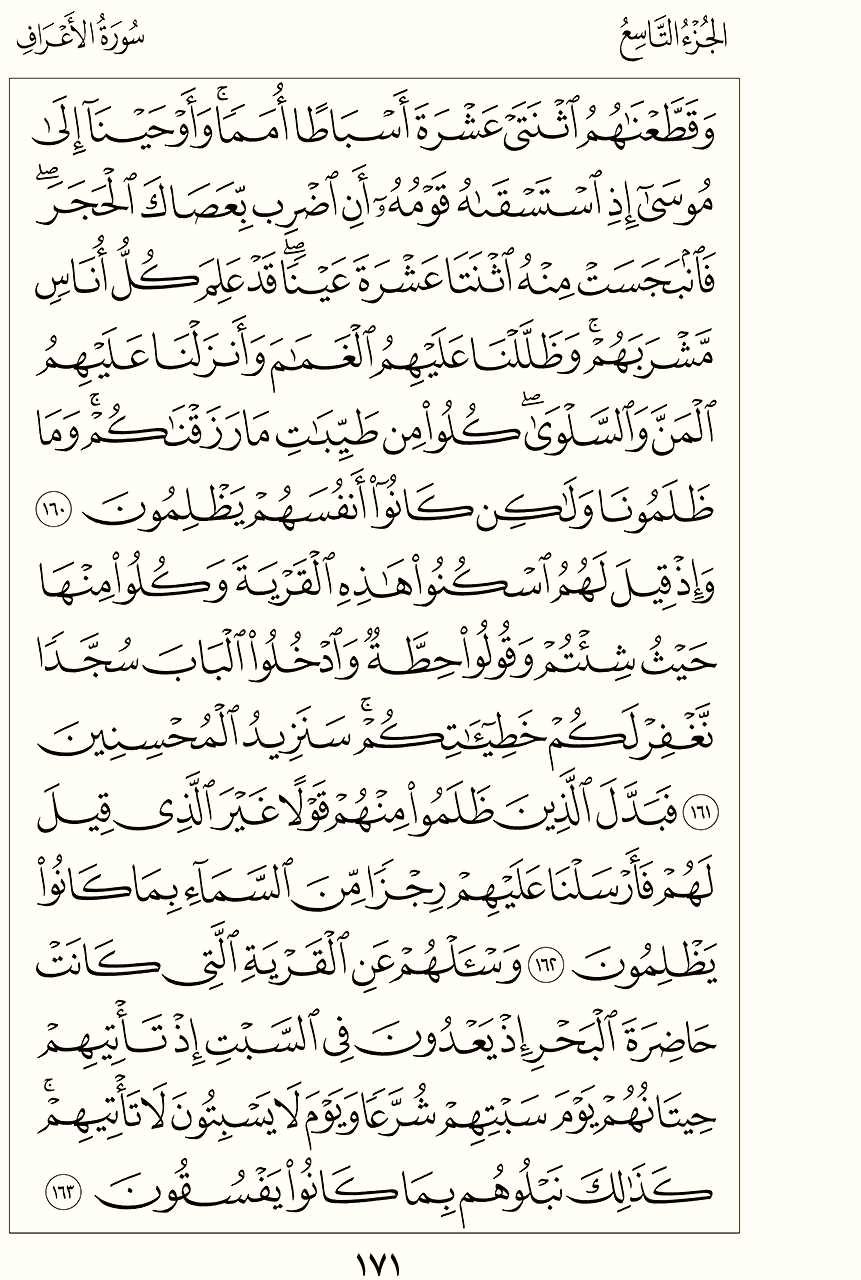 الجُزْءُ التَّاسِعُ
سُورَةُ الأَعْرَافِ
وَقَطَّعْنَٰهُمُ ٱثْنَتَىْ عَشْرَةَ أَسْبَاطًا أُمَمًاۚ وَأَوْحَيْنَآ إِلَىٰ
مُوسَىٰٓ إِذِ ٱسْتَسْقَىٰهُ قَوْمُهُۥٓ أَنِ ٱضْرِب بِّعَصَاكَ ٱلْحَجَرَۖ
فَٱنۢبَجَسَتْ مِنْهُ ٱثْنَتَا عَشْرَةَ عَيْنًاۖ قَدْ عَلِمَ كُلُّ أُنَاسٍ
مَّشْرَبَهُمْۚ وَظَلَّلْنَا عَلَيْهِمُ ٱلْغَمَٰمَ وَأَنزَلْنَا عَلَيْهِمُ
ٱلْمَنَّ وَٱلسَّلْوَىٰۖ كُلُوا۟ مِن طَيِّبَٰتِ مَا رَزَقْنَٰكُمْۚ وَمَا
ظَلَمُونَا وَلَٰكِن كَانُوٓا۟ أَنفُسَهُمْ يَظْلِمُونَ ١٦٠
وَإِذْ قِيلَ لَهُمُ ٱسْكُنُوا۟ هَٰذِهِ ٱلْقَرْيَةَ وَكُلُوا۟ مِنْهَا
حَيْثُ شِئْتُمْ وَقُولُوا۟ حِطَّةٌ وَٱدْخُلُوا۟ ٱلْبَابَ سُجَّدًا
نَّغْفِرْ لَكُمْ خَطِيٓـَٰٔتِكُمْۚ سَنَزِيدُ ٱلْمُحْسِنِينَ
١٦١ فَبَدَّلَ ٱلَّذِينَ ظَلَمُوا۟ مِنْهُمْ قَوْلًا غَيْرَ ٱلَّذِى قِيلَ
لَهُمْ فَأَرْسَلْنَا عَلَيْهِمْ رِجْزًا مِّنَ ٱلسَّمَآءِ بِمَا كَانُوا۟
يَظْلِمُونَ ١٦٢ وَسْـَٔلْهُمْ عَنِ ٱلْقَرْيَةِ ٱلَّتِى كَانَتْ
حَاضِرَةَ ٱلْبَحْرِ إِذْ يَعْدُونَ فِى ٱلسَّبْتِ إِذْ تَأْتِيهِمْ
حِيتَانُهُمْ يَوْمَ سَبْتِهِمْ شُرَّعًا وَيَوْمَ لَا يَسْبِتُونَ لَا تَأْتِيهِمْۚ
كَذَٰلِكَ نَبْلُوهُم بِمَا كَانُوا۟ يَفْسُقُونَ ١٦٣
١٧١